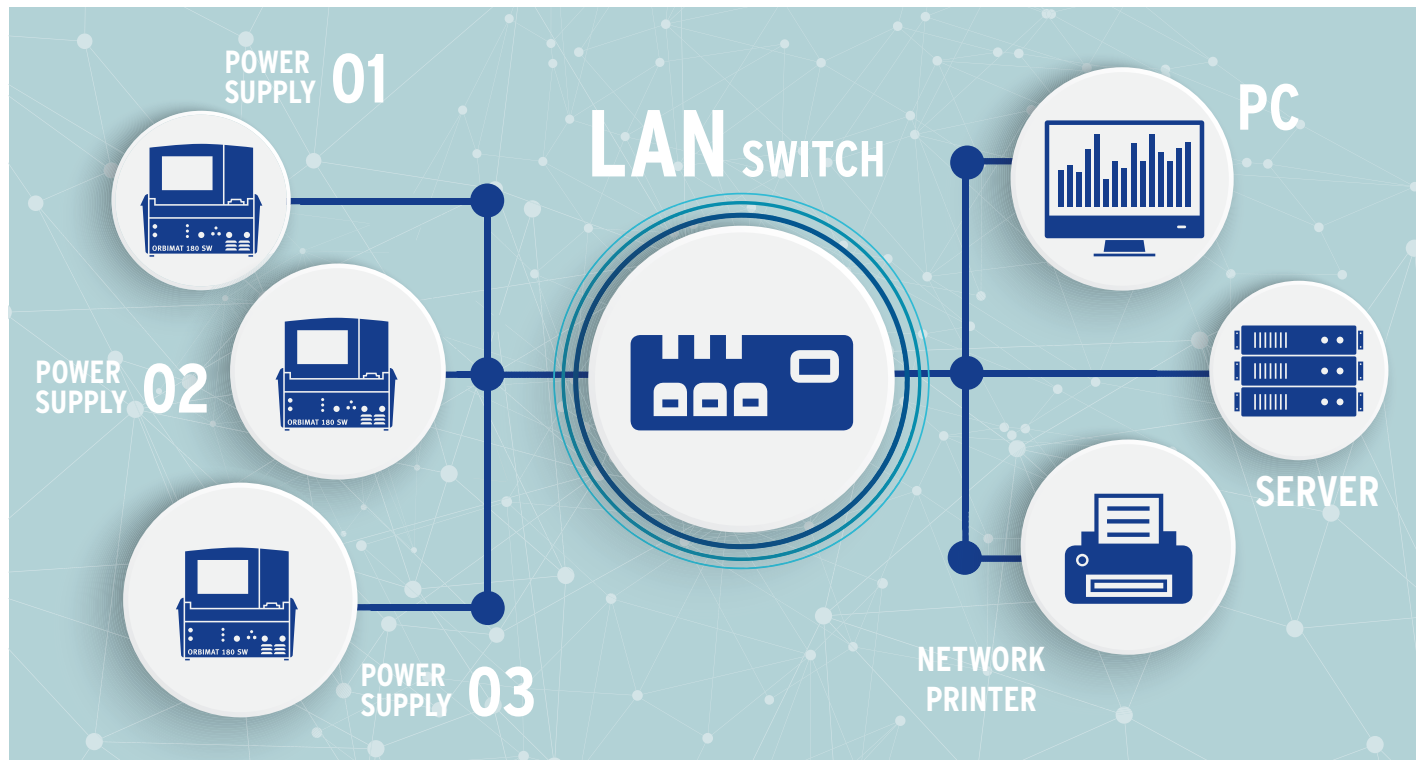 POWER
SUPPLY 01
ORBIMAT 180 SW
POWER
SUPPLY 02
ORBIMAT 180 SW
ORBIMAT 180 SW
POWER
SUPPLY 03
LAN SWITCH
PC
SERVER
NETWORK
PRINTER